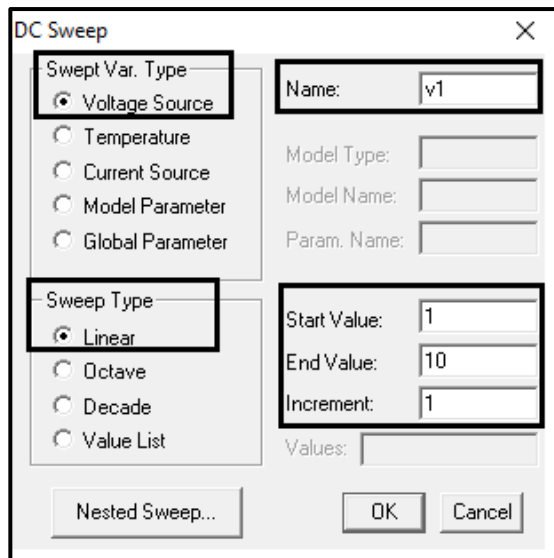 DC Sweep
Swept Var. Type
Voltage Source
Temperature
Current Source
Model Parameter
Global Parameter
Name: v1
Model Type:
Model Name:
Param. Name:
Sweep Type
Linear
Octave
Decade
Value List
Start Value: 1
End Value: 10
Increment: 1
Values:
Nested Sweep...
OK
Cancel